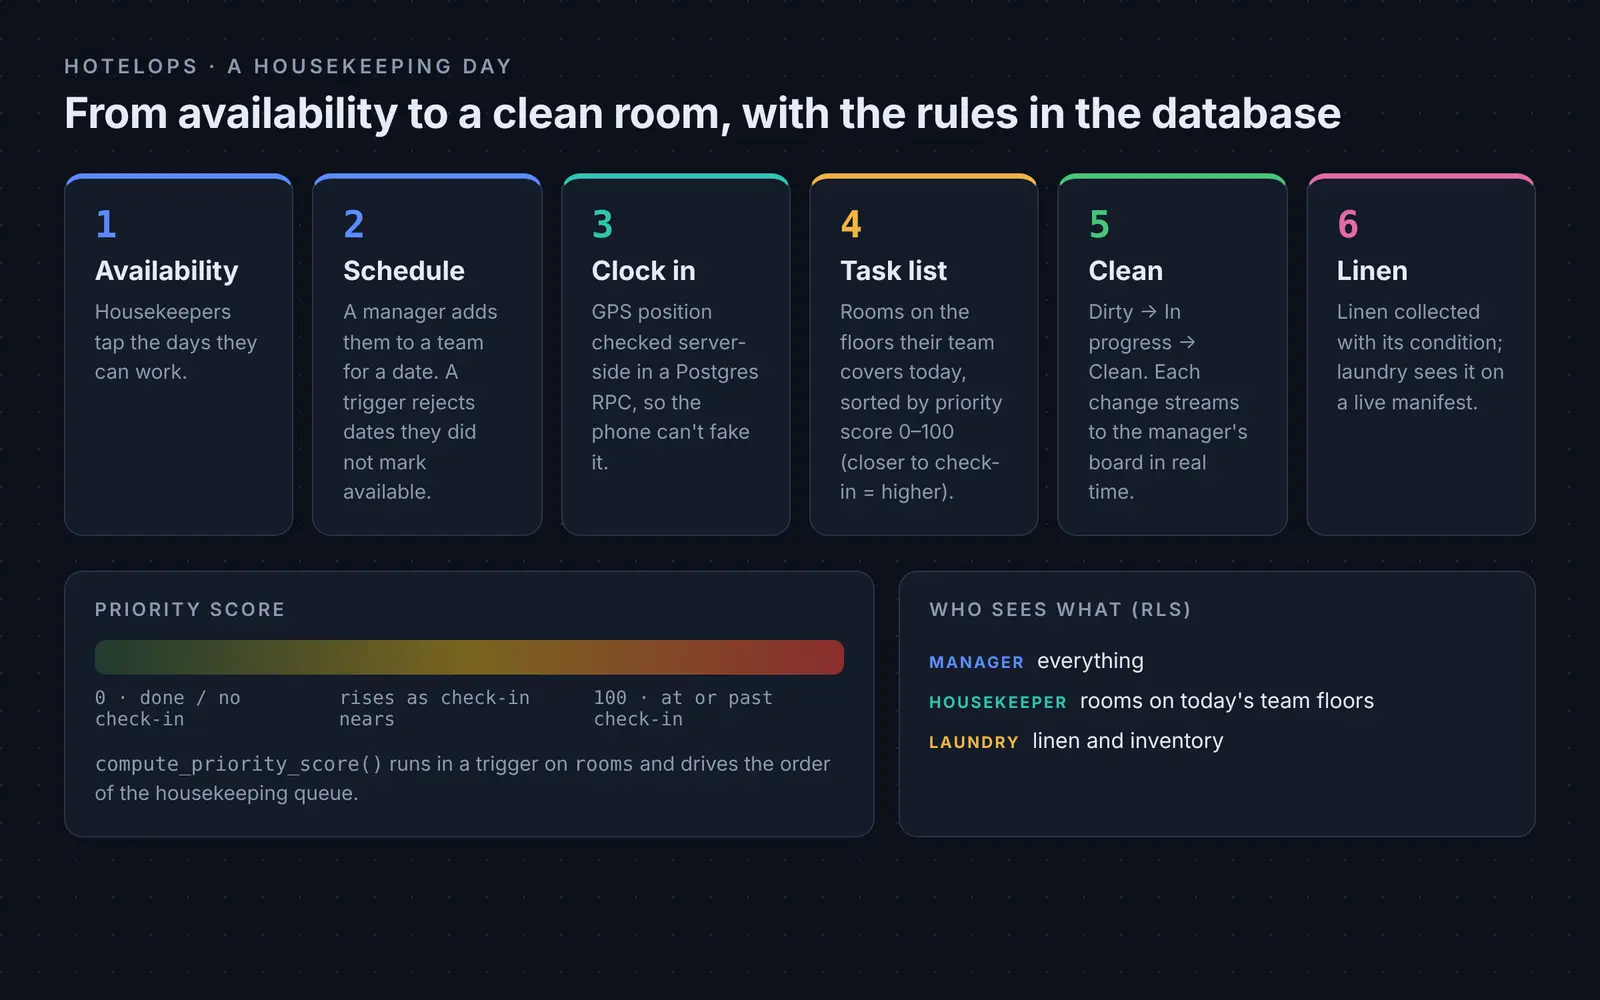 HOTELOPS · A HOUSEKEEPING DAY
From availability to a clean room, with the rules in the database
1
Availability
Housekeepers
tap the days they
can work.
2
Schedule
A manager adds
them to a team
for a date. A
trigger rejects
dates they did
not mark
available.
3
Clock in
GPS position
checked server-
side in a Postgres
RPC, so the
phone can't fake
it.
4
Task list
Rooms on the
floors their team
covers today,
sorted by priority
score 0–100
(closer to check-
in = higher).
5
Clean
Dirty → In
progress →
Clean. Each
change streams
to the manager's
board in real
time.
6
Linen
Linen collected
with its condition;
laundry sees it on
a live manifest.
PRIORITY SCORE
0 · done / no
check-in
rises as check-in
nears
100 · at or past
check-in
compute_priority_score() runs in a trigger on rooms and drives the order
of the housekeeping queue.
WHO SEES WHAT (RLS)
MANAGER everything
HOUSEKEEPER rooms on today's team floors
LAUNDRY linen and inventory